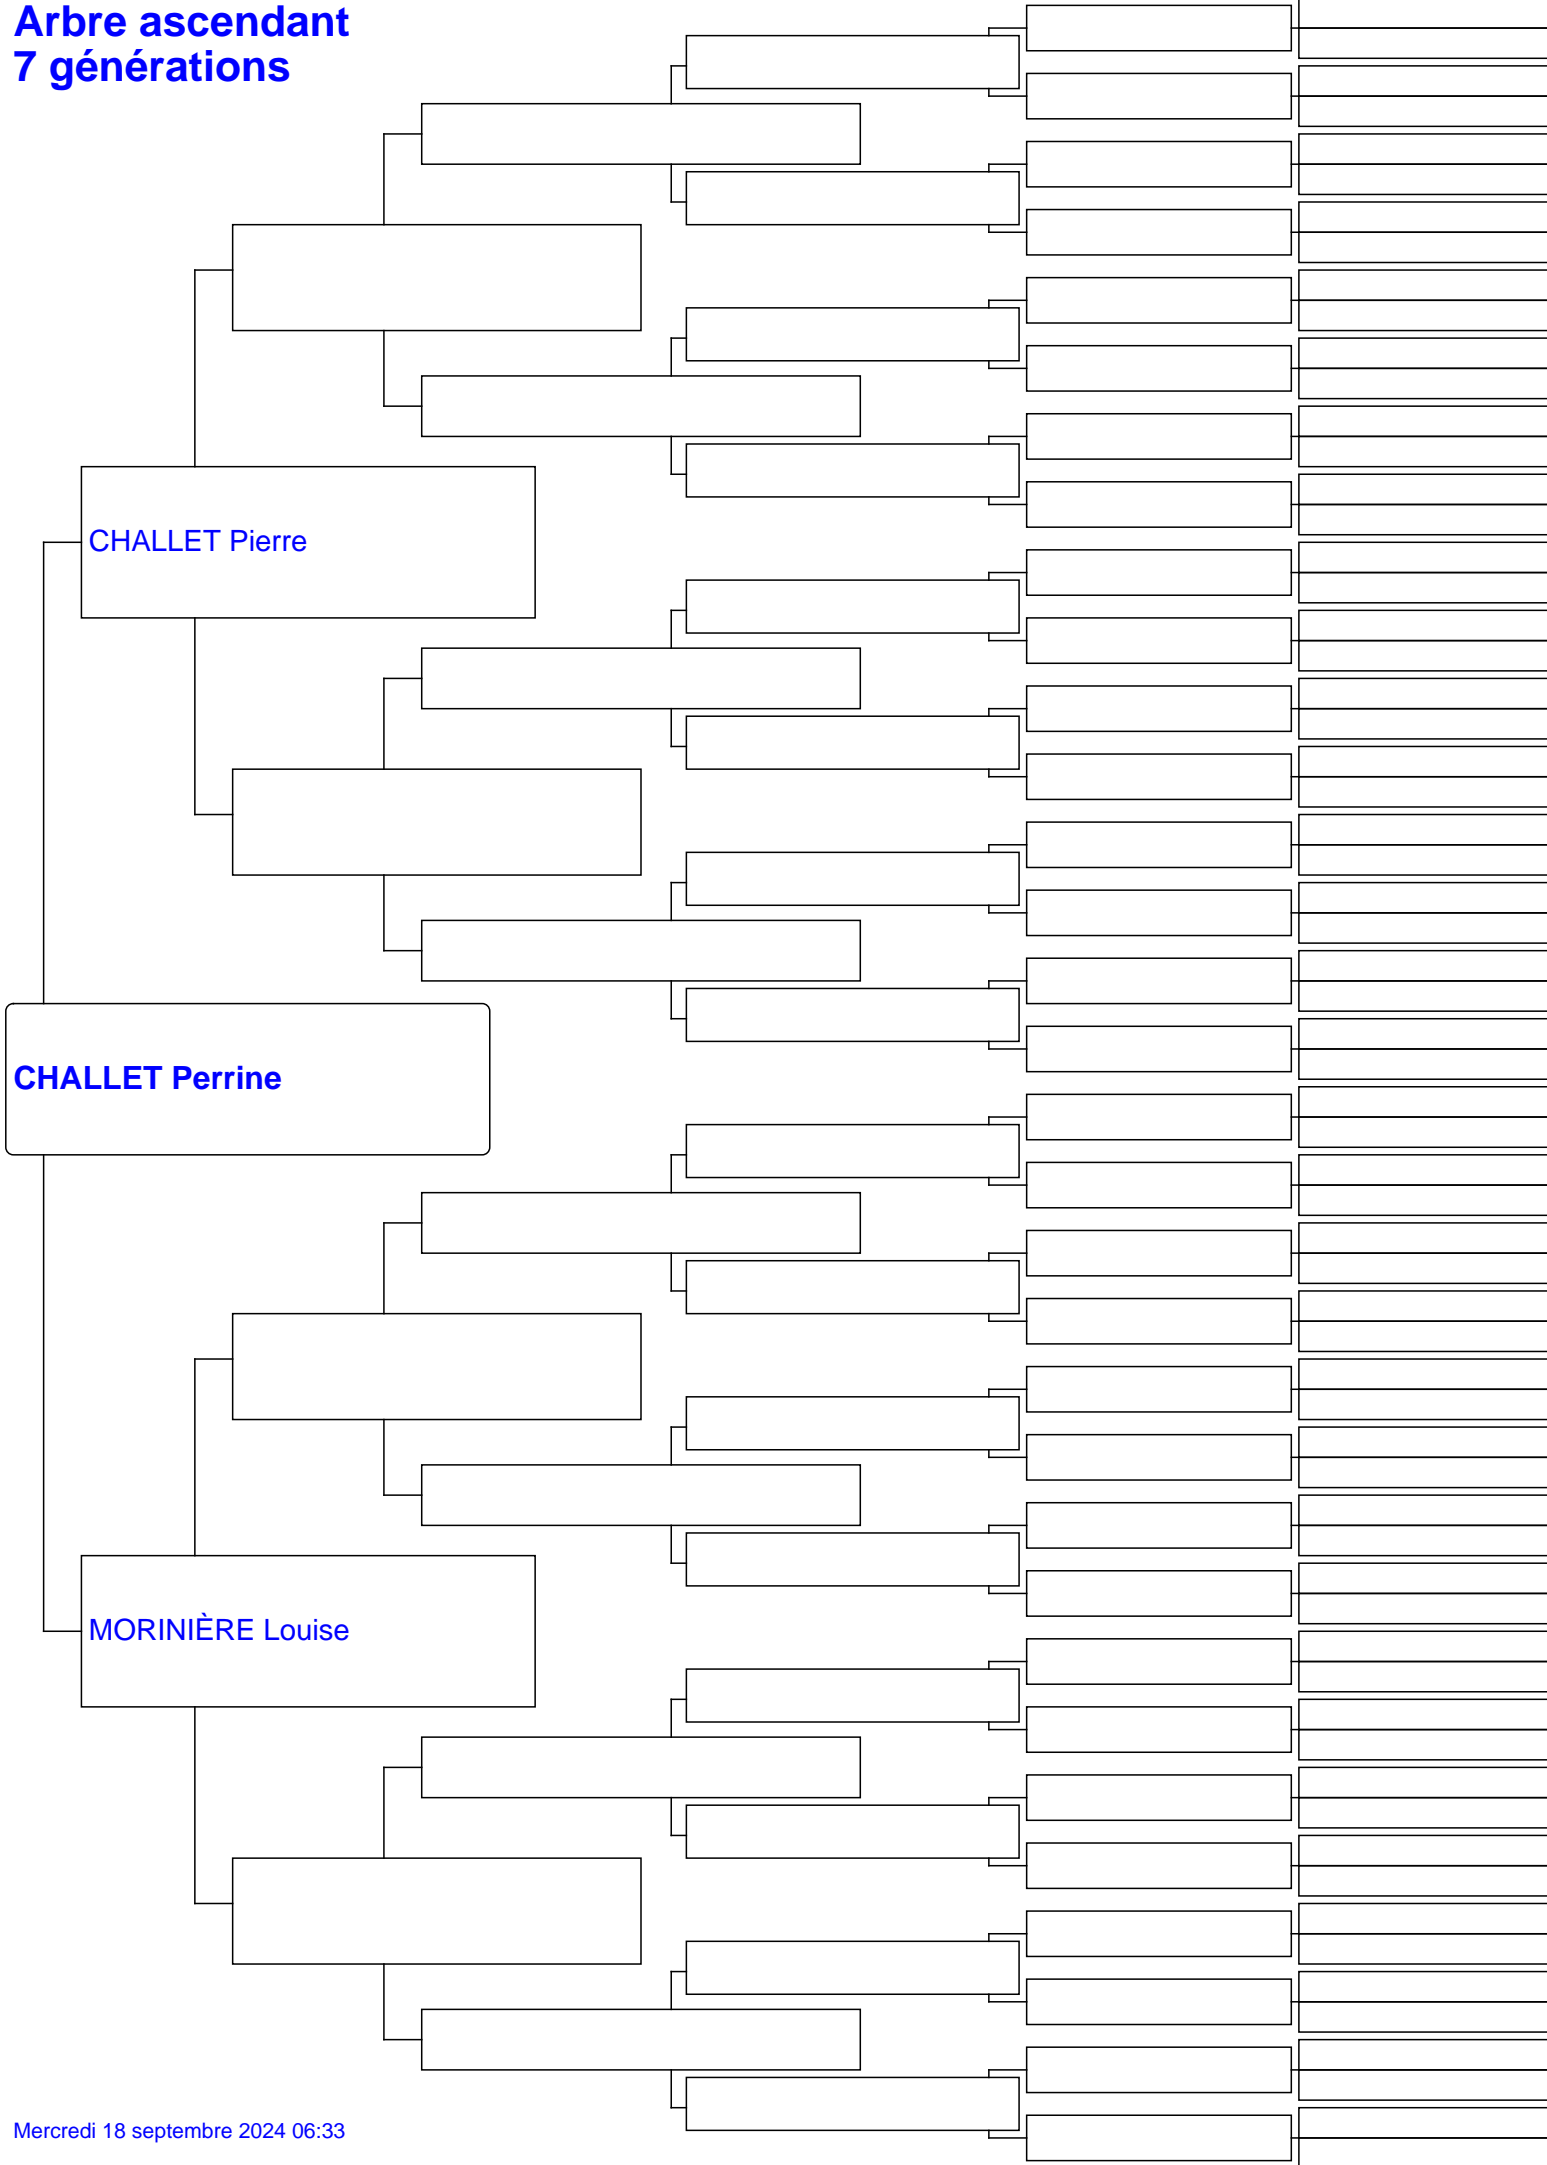 Arbre ascendant
7 générations
CHALLET Pierre
CHALLET Perrine
MORINIÈRE Louise
Mercredi 18 septembre 2024 06:33